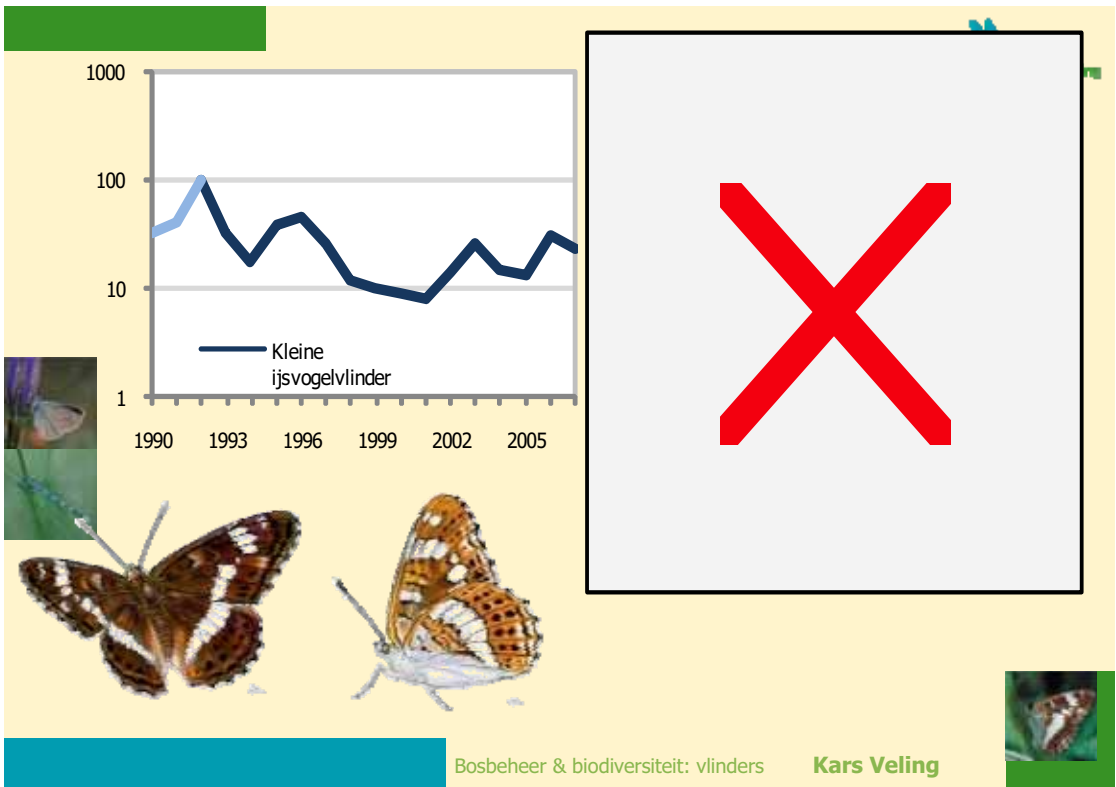 1000
100
10
1
Kleine
ijsvogelvlinder
1990 1993 1996 1999 2002 2005
Bosbeheer & biodiversiteit: vlinders Kars Veling